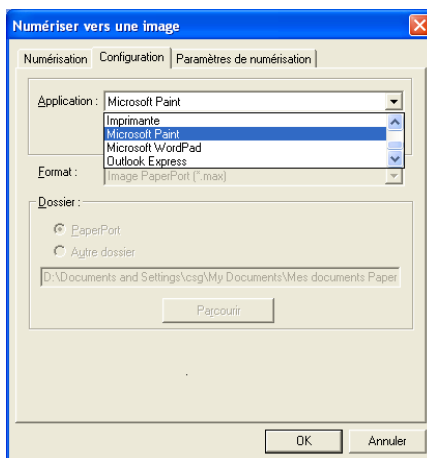 Numériser vers une image
Numérisation Configuration Paramètres de numérisation
Application : Microsoft Paint
Imprimante
Microsoft Paint
Microsoft WordPad
Outlook Express
Format : Image PaperPort (*.max)
Dossier :
PaperPort
Autre dossier
D:\Documents and Settings\csg\My Documents\Mes documents Paper
Parcourir
OK Annuler